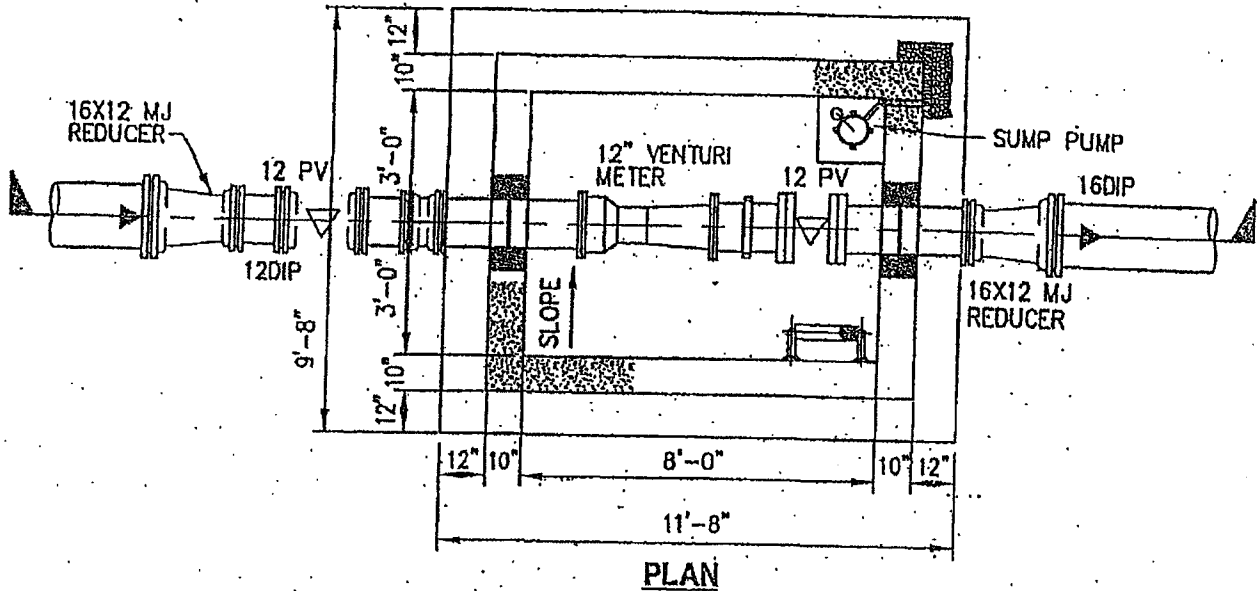 12"
10"
16X12 MJ
REDUCER
12 PV
3'-0"
12" VENTURI
METER
12 PV
SUMP PUMP
16DIP
12DIP
3'-0"
9'-8"
SLOPE
16X12 MJ
REDUCER
10"
12"
12"
10"
8'-0"
10"
12"
11'-8"
PLAN